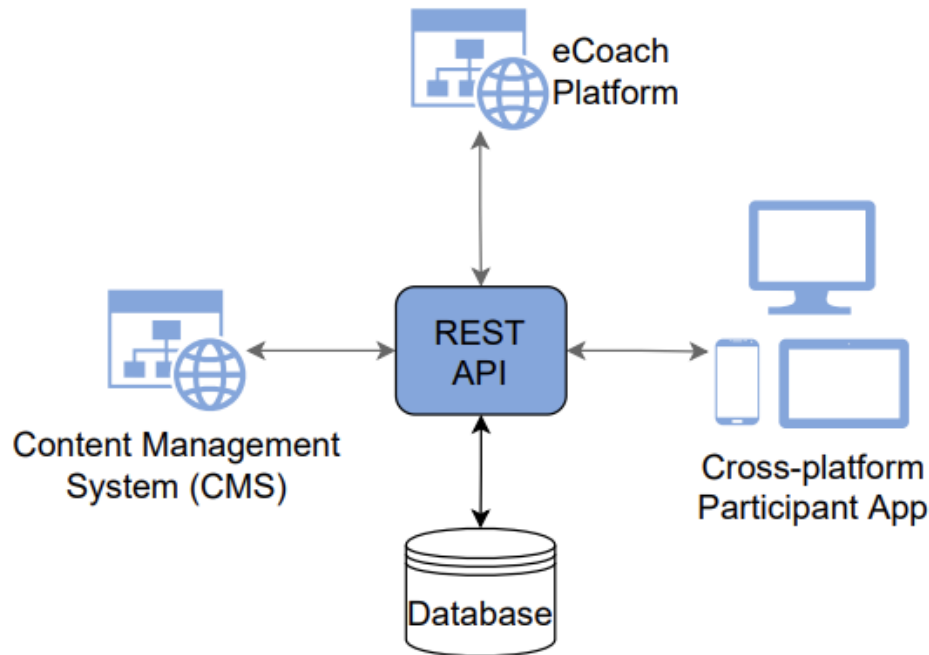 eCoach
Platform
REST
API
Content Management
System (CMS)
Cross-platform
Participant App
Database